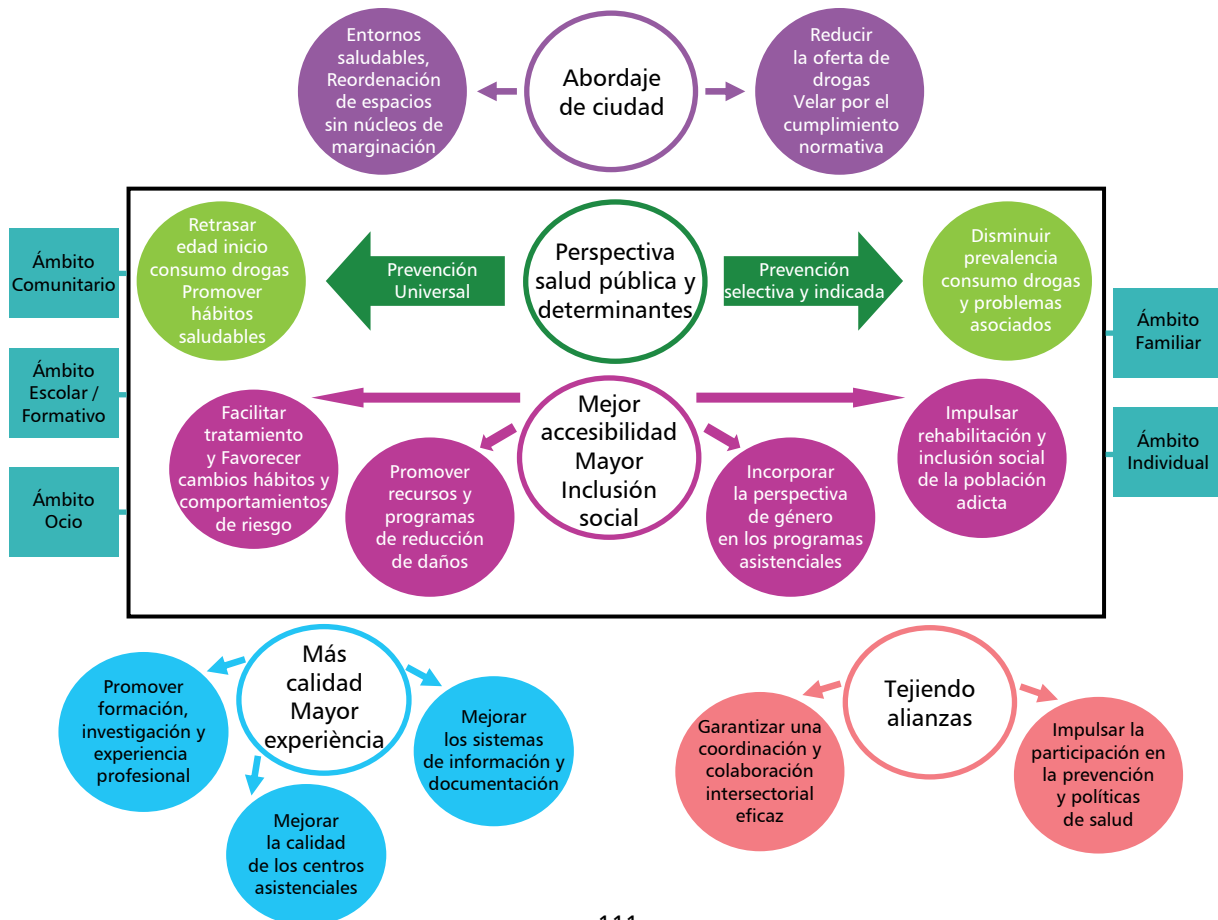 Entornos
saludables,
Reordenación
de espacios
sin núcleos de
marginación
Abordaje
de ciudad
Reducir
la oferta de
drogas
Velar por el
cumplimiento
normativa
Ámbito
Comunitario
Ámbito
Escolar /
Formativo
Ámbito
Ocio
Retrasar
edad inicio
consumo drogas
Promover
hábitos
saludables
Prevención
Universal
Perspectiva
salud pública y
determinantes
Prevención
selectiva y indicada
Disminuir
prevalencia
consumo drogas
y problemas
asociados
Ámbito
Familiar
Ámbito
Individual
Facilitar
tratamiento
y Favorecer
cambios hábitos y
comportamientos
de riesgo
Promover
recursos y
programas
de reducción
de daños
Mejor
accesibilidad
Mayor
Inclusión
social
Incorporar
la perspectiva
de género
en los programas
asistenciales
Impulsar
rehabilitación y
inclusión social
de la población
adicta
Promover
formación,
investigación y
experiencia
profesional
Más
calidad
Mayor
experiència
Mejorar
la calidad
de los centros
asistenciales
Mejorar
los sistemas
de información y
documentación
Garantizar una
coordinación y
colaboración
intersectorial
eficaz
Tejiendo
alianzas
Impulsar la
participación en
la prevención
y políticas
de salud
111